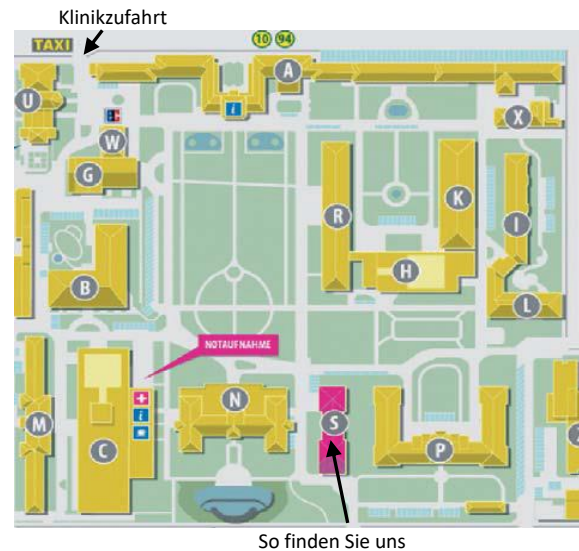 Klinikzufahrt
TAXI
10 94
A
U
i
X
W
G
K
R
I
H
B
L
NOTAUFNAHME
N
i
S
M
C
P
So finden Sie uns